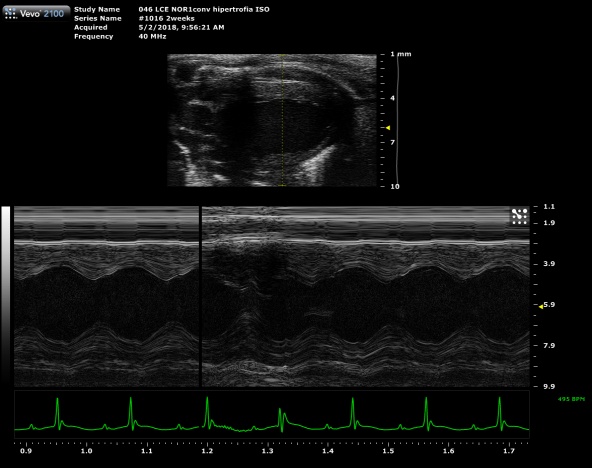 Vevo 2100
Study Name 046 LCE NOR1conv hipertrofia ISO
Series Name #1016 2weeks
Acquired 5/2/2018, 9:56:21 AM
Frequency 40 MHz
1 mm
4
7
10
1.1
1.9
3.9
5.9
7.9
9.9
495 BPM
0.9 1.0 1.1 1.2 1.3 1.4 1.5 1.6 1.7